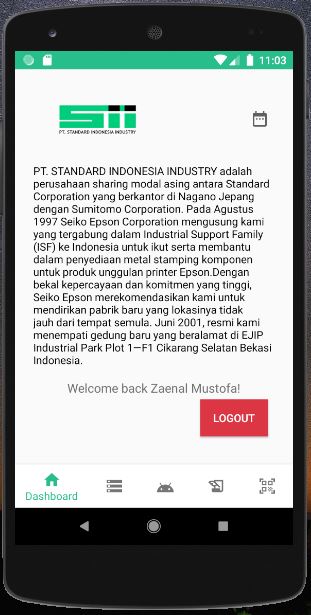 11:03
sii
PT. STANDARD INDONESIA INDUSTRY
PT. STANDARD INDONESIA INDUSTRY adalah
perusahaan sharing modal asing antara Standard
Corporation yang berkantor di Nagano Jepang
dengan Sumitomo Corporation. Pada Agustus
1997 Seiko Epson Corporation mengusung kami
yang tergabung dalam Industrial Support Family
(ISF) ke Indonesia untuk ikut serta membantu
dalam penyediaan metal stamping komponen
untuk produk unggulan printer Epson.Dengan
bekal kepercayaan dan komitmen yang tinggi,
Seiko Epson merekomendasikan kami untuk
mendirikan pabrik baru yang lokasinya tidak
jauh dari tempat semula. Juni 2001, resmi kami
menempati gedung baru yang beralamat di EJIP
Industrial Park Plot 1—F1 Cikarang Selatan Bekasi
Indonesia.
Welcome back Zaenal Mustofa!
LOGOUT
Dashboard